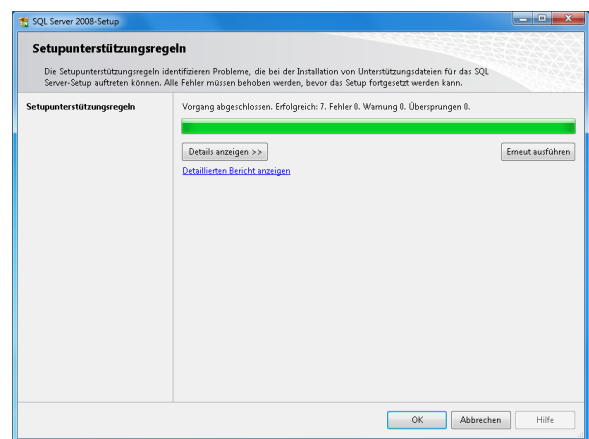 SQL Server 2008-Setup
Setupunterstützungsregeln
Die Setupunterstützungsregeln identifizieren Probleme, die bei der Installation von Unterstützungsdateien für das SQL
Server-Setup auftreten können. Alle Fehler müssen behoben werden, bevor das Setup fortgesetzt werden kann.
Setupunterstützungsregeln
Vorgang abgeschlossen. Erfolgreich: 7. Fehler 0. Warnung 0. Übersprungen 0.
Details anzeigen >>
Erneut ausführen
Detaillierten Bericht anzeigen
OK
Abbrechen
Hilfe